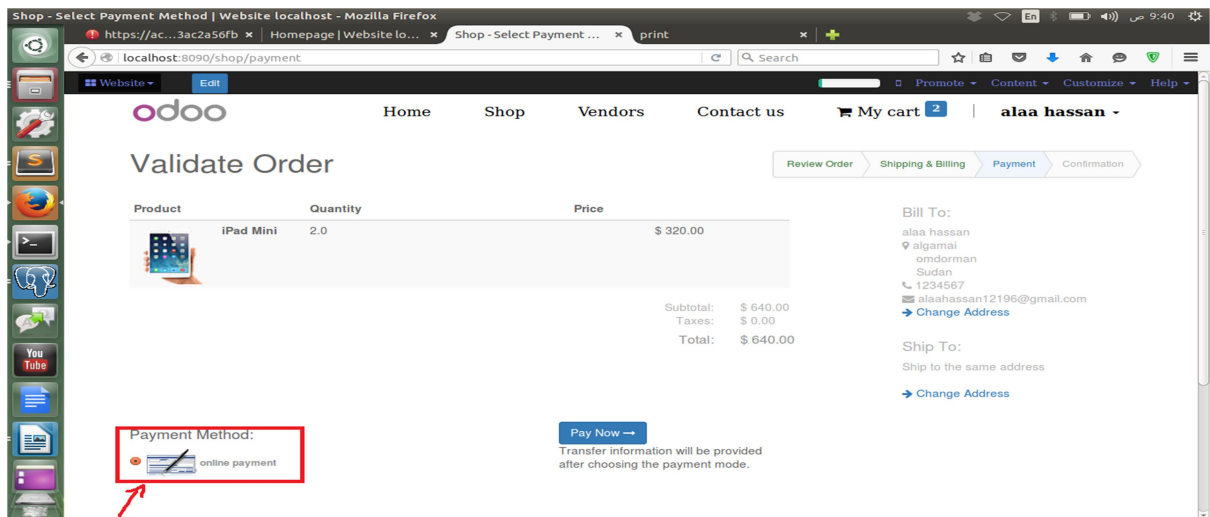 Shop - Select Payment Method | Website localhost - Mozilla Firefox
En
9:40 ص
https://ac...3ac2a56fb
Homepage | Website lo...
Shop - Select Payment ...
print
localhost:8090/shop/payment
Search
Website
Edit
Promote
Content
Customize
Help
odoo
Home
Shop
Vendors
Contact us
My cart 2
alaa hassan
Validate Order
Review Order
Shipping & Billing
Payment
Confirmation
Product Quantity Price
iPad Mini 2.0 $ 320.00
Subtotal: $ 640.00
Taxes: $ 0.00
Total: $ 640.00
Bill To:
alaa hassan
algamai
omdorman
Sudan
1234567
alaahassan12196@gmail.com
Change Address
Ship To:
Ship to the same address
Change Address
Payment Method:
online payment
Pay Now
Transfer information will be provided
after choosing the payment mode.
S
>_
A
You
Tube